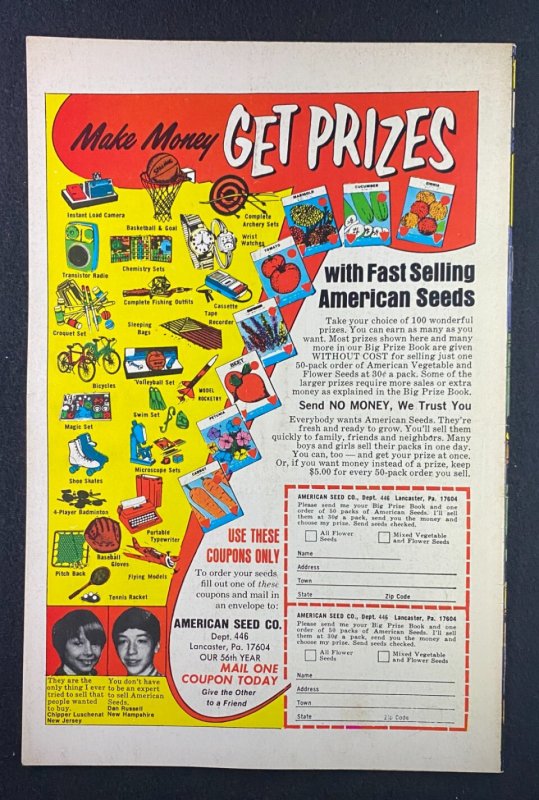 Make Money GET PRIZES
with Fast Selling
American Seeds
Take your choice of 100 wonderful
prizes. You can earn as many as you
want. Most prizes shown here and many
more in our Big Prize Book are given
WITHOUT COST for selling just one
50-pack order of American Vegetable and
Flower Seeds at 30¢ a pack. Some of the
larger prizes require more sales or extra
money as explained in the Big Prize Book.
Send NO MONEY, We Trust You
Everybody wants American Seeds. They're
fresh and ready to grow. You'll sell them
quickly to family, friends and neighbors. Many
boys and girls sell their packs in one day.
You can, too — and get your prize at once.
Or, if you want money instead of a prize, keep
$5.00 for every 50-pack order you sell.
SPALDING
Instant Load Camera
Basketball & Goal
Complete
Archery Sets
Wrist
Watches
Transistor Radio
Chemistry Sets
Complete Fishing Outfits
Cassette
Tape
Recorder
Croquet Set
Sleeping
Bags
Bicycles
Volleyball Set
MODEL
ROCKETRY
Magic Set
Swim Set
Shoe Skates
Microscope Sets
4-Player Badminton
Portable
Typewriter
Baseball
Gloves
Pitch Back
Flying Models
Tennis Racket
MARIGOLD
CUCUMBER
ZINNIA
TOMATO
BEET
PETUNIA
CARROT
They are the
only thing I ever
tried to sell that
people wanted
to buy.
Chipper Luschenat
New Jersey
You don't have
to be an expert
to sell American
Seeds.
Dan Russell
New Hampshire
USE THESE
COUPONS ONLY
To order your seeds
fill out one of these
coupons and mail in
an envelope to:
AMERICAN SEED CO.
Dept. 446
Lancaster, Pa. 17604
OUR 56th YEAR
MAIL ONE
COUPON TODAY
Give the Other
to a Friend
AMERICAN SEED CO., Dept. 446 Lancaster, Pa. 17604
Please send me your Big Prize Book and one
order of 50 packs of American Seeds. I'll sell
them at 30¢ a pack, send you the money and
choose my prize. Send seeds checked.
All Flower
Seeds
Mixed Vegetable
and Flower Seeds
Name
Address
Town
State Zip Code
AMERICAN SEED CO., Dept. 446 Lancaster, Pa. 17604
Please send me your Big Prize Book and one
order of 50 packs of American Seeds. I'll sell
them at 30¢ a pack, send you the money and
choose my prize. Send seeds checked.
All Flower
Seeds
Mixed Vegetable
and Flower Seeds
Name
Address
Town
State Zip Code